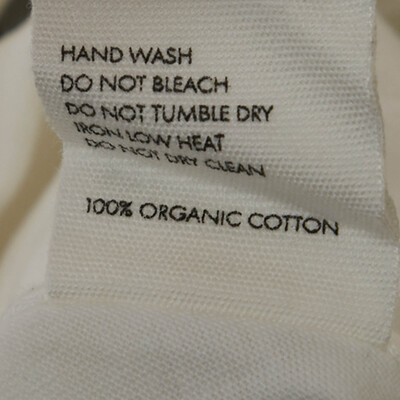 HAND WASH
DO NOT BLEACH
DO NOT TUMBLE DRY
IRON LOW HEAT
DO NOT DRY CLEAN
100% ORGANIC COTTON